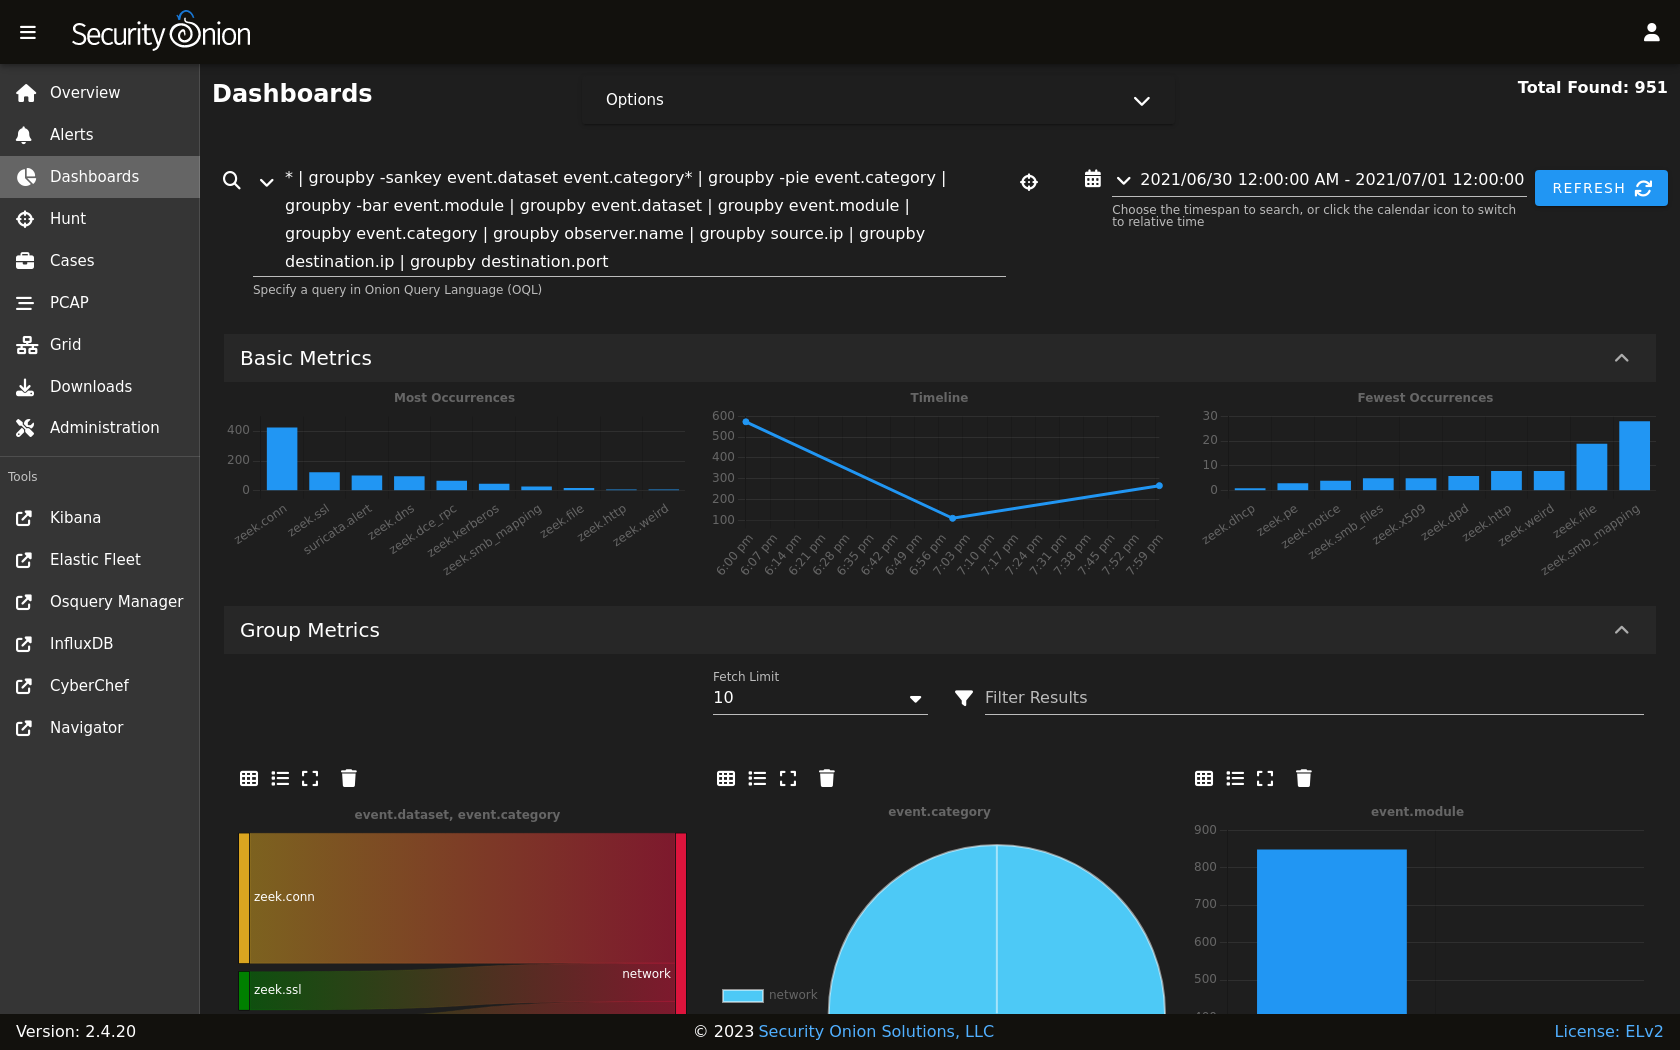 Security Onion
Overview
Alerts
Dashboards
Hunt
Cases
PCAP
Grid
Downloads
Administration
Tools
Kibana
Elastic Fleet
Osquery Manager
InfluxDB
CyberChef
Navigator
Dashboards
Options
Total Found: 951
* | groupby -sankey event.dataset event.category* | groupby -pie event.category |
groupby -bar event.module | groupby event.dataset | groupby event.module |
groupby event.category | groupby observer.name | groupby source.ip | groupby
destination.ip | groupby destination.port
Specify a query in Onion Query Language (OQL)
2021/06/30 12:00:00 AM - 2021/07/01 12:00:00
Choose the timespan to search, or click the calendar icon to switch
to relative time
REFRESH
Basic Metrics
Most Occurrences
400
200
0
zeek.conn
zeek.ssl
suricata.alert
zeek.dns
zeek.dce_rpc
zeek.kerberos
zeek.smb_mapping
zeek.file
zeek.http
zeek.weird
Timeline
600
500
400
300
200
100
6:00 pm
6:07 pm
6:14 pm
6:21 pm
6:28 pm
6:35 pm
6:42 pm
6:49 pm
6:56 pm
7:03 pm
7:10 pm
7:17 pm
7:24 pm
7:31 pm
7:38 pm
7:45 pm
7:52 pm
7:59 pm
Fewest Occurrences
30
20
10
0
zeek.dhcp
zeek.pe
zeek.notice
zeek.smb_files
zeek.x509
zeek.dpd
zeek.http
zeek.weird
zeek.file
zeek.smb_mapping
Group Metrics
Fetch Limit
10
Filter Results
event.dataset, event.category
zeek.conn
network
zeek.ssl
event.category
network
event.module
900
800
700
600
500
400
Version: 2.4.20
© 2023 Security Onion Solutions, LLC
License: ELv2